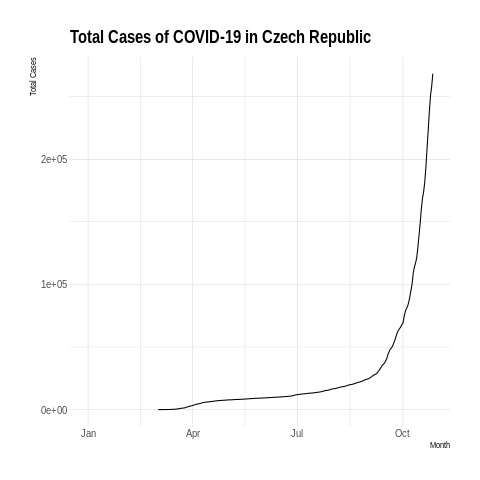 Total Cases of COVID-19 in Czech Republic
Total Cases
2e+05
1e+05
0e+00
Jan Apr Jul Oct
Month